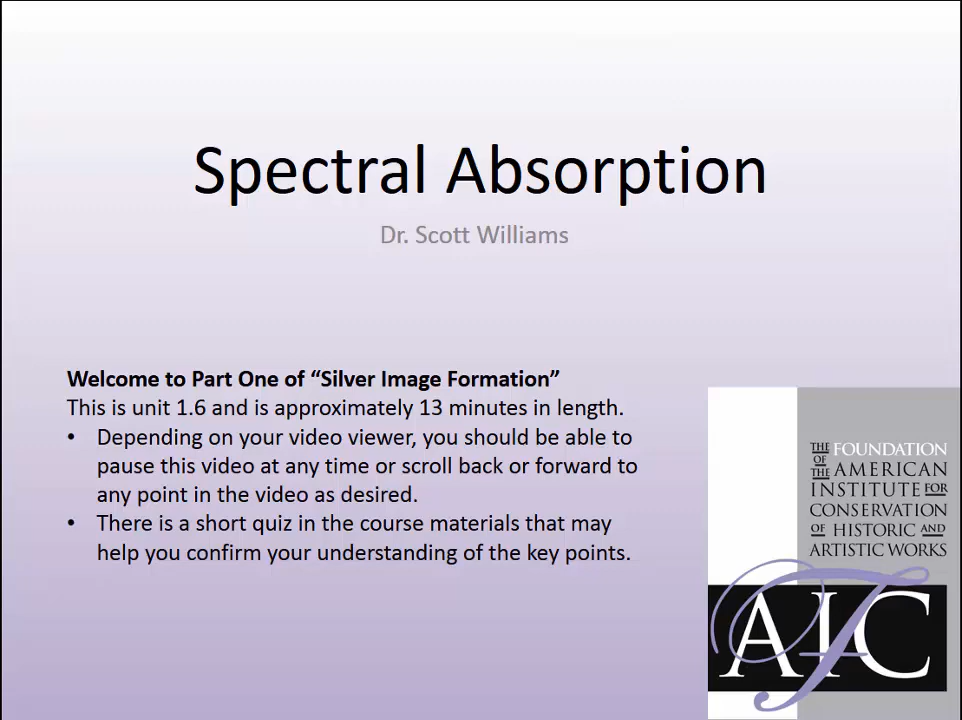 Spectral Absorption
Dr. Scott Williams
Welcome to Part One of “Silver Image Formation”
This is unit 1.6 and is approximately 13 minutes in length.
• Depending on your video viewer, you should be able to
pause this video at any time or scroll back or forward to
any point in the video as desired.
• There is a short quiz in the course materials that may
help you confirm your understanding of the key points.
THE FOUNDATION
OF
THE AMERICAN
INSTITUTE FOR
CONSERVATION
OF HISTORIC AND
ARTISTIC WORKS
F
AIC